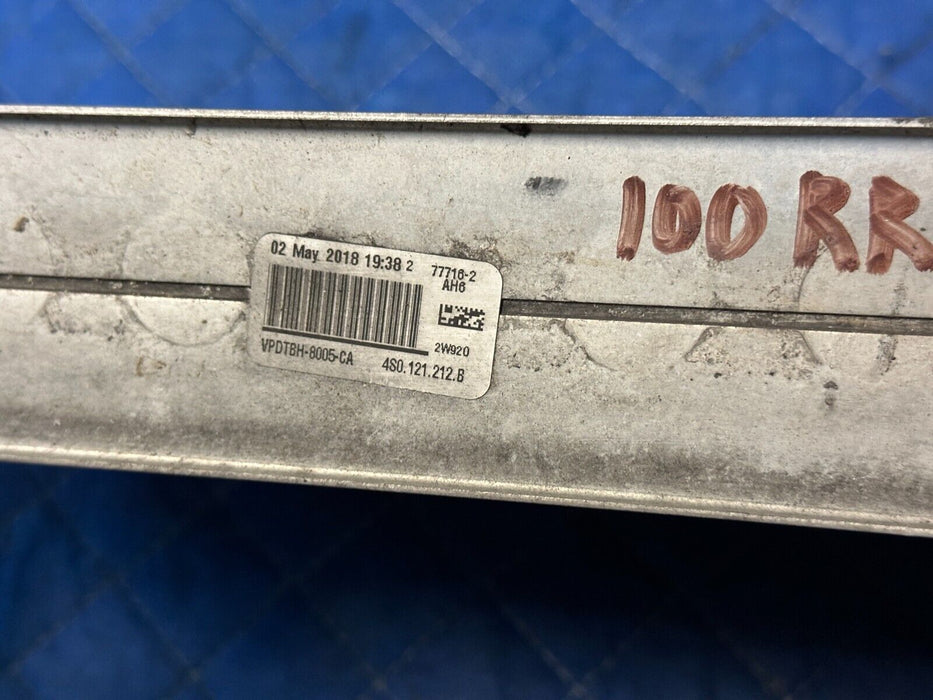 02 May 2018 19:38 2
77716-2
AH6
2W920
VPDTBH-8005-CA
4S0.121.212.B
100 RR